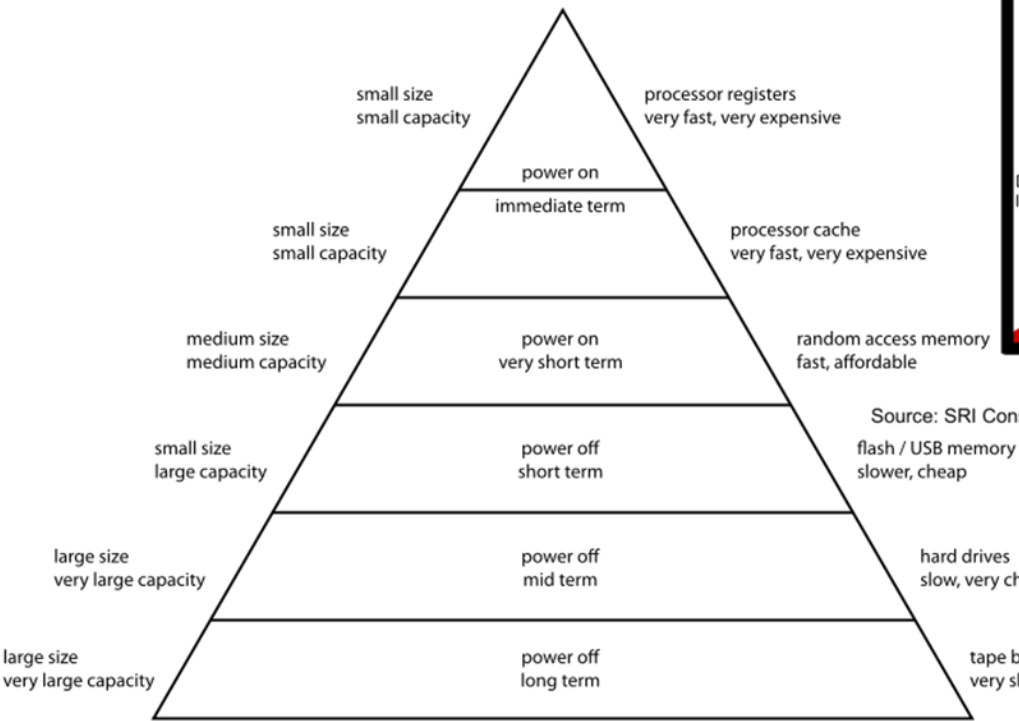 small size
small capacity
processor registers
very fast, very expensive
power on
immediate term
small size
small capacity
processor cache
very fast, very expensive
medium size
medium capacity
power on
very short term
random access memory
fast, affordable
Source: SRI
small size
large capacity
power off
short term
flash / USB memory
slower, cheap
large size
very large capacity
power off
mid term
hard drives
slow, very
large size
very large capacity
power off
long term
tape
very